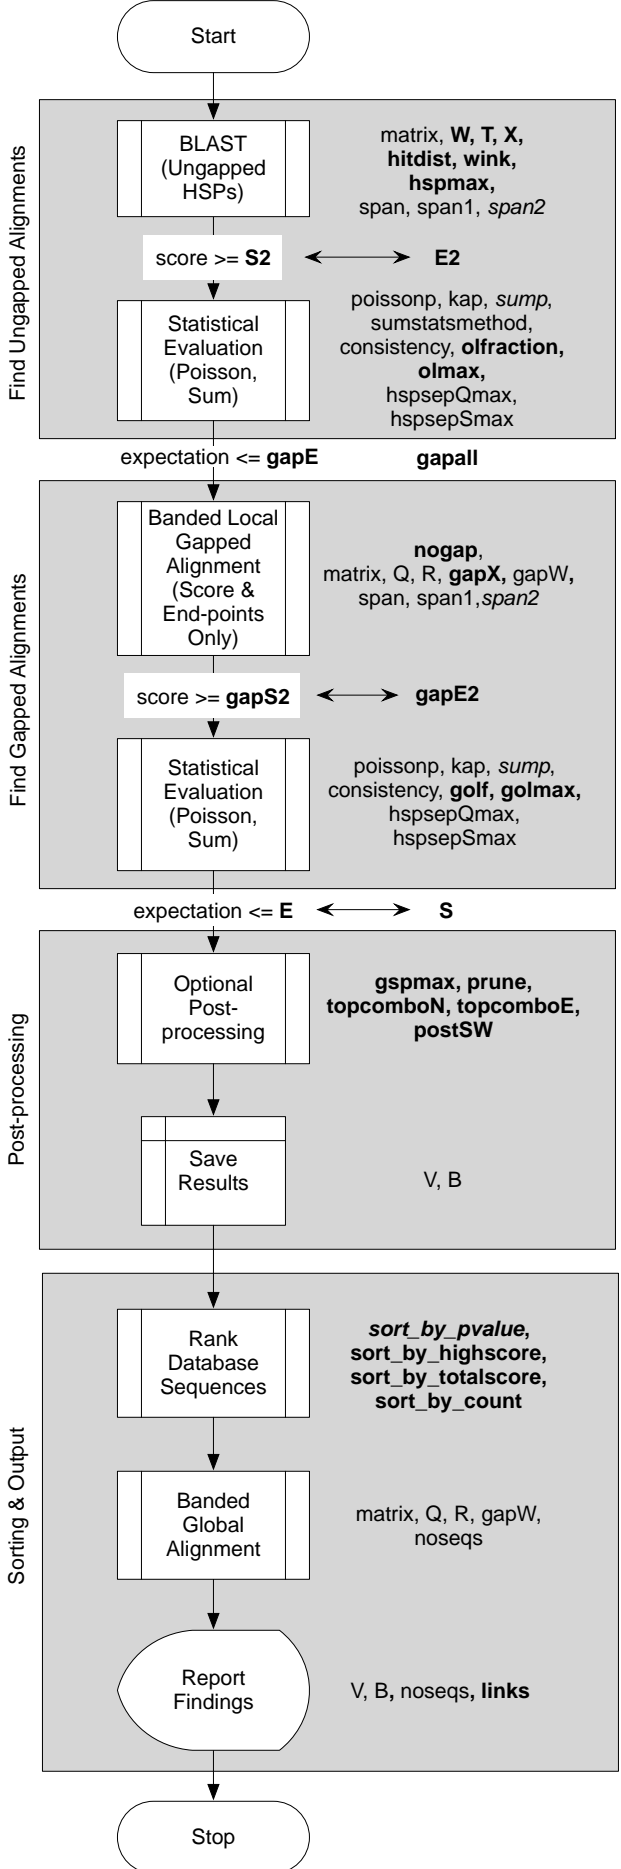 Start
Find Ungapped Alignments
BLAST
(Ungapped
HSPs)
matrix, W, T, X,
hitdist, wink,
hspmax,
span, span1, span2
score >= S2
E2
Statistical
Evaluation
(Poisson,
Sum)
poissonp, kap, sump,
sumstatsmethod,
consistency, olfraction,
olmax,
hspsepQmax,
hspsepSmax
expectation <= gapE
gapall
Find Gapped Alignments
Banded Local
Gapped
Alignment
(Score &
End-points
Only)
nogap,
matrix, Q, R, gapX, gapW,
span, span1,span2
score >= gapS2
gapE2
Statistical
Evaluation
(Poisson,
Sum)
poissonp, kap, sump,
consistency, golf, golmax,
hspsepQmax,
hspsepSmax
expectation <= E
S
Post-processing
Optional
Post-
processing
gspmax, prune,
topcomboN, topcomboE,
postSW
Save
Results
V, B
Sorting & Output
Rank
Database
Sequences
sort_by_pvalue,
sort_by_highscore,
sort_by_totalscore,
sort_by_count
Banded
Global
Alignment
matrix, Q, R, gapW,
noseqs
Report
Findings
V, B, noseqs, links
Stop